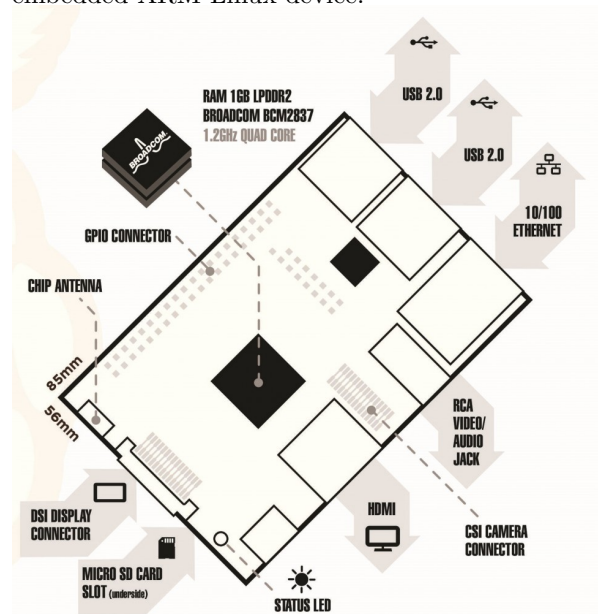 embedded ARM Linux device.
USB 2.0
RAM 1GB LPDDR2
BROADCOM BCM2837
1.2GHz QUAD CORE
BROADCOM
USB 2.0
10/100
ETHERNET
GPIO CONNECTOR
CHIP ANTENNA
85mm
56mm
RCA
VIDEO/
AUDIO
JACK
HDMI
DSI DISPLAY
CONNECTOR
CSI CAMERA
CONNECTOR
MICRO SD CARD
SLOT (underside)
STATUS LED